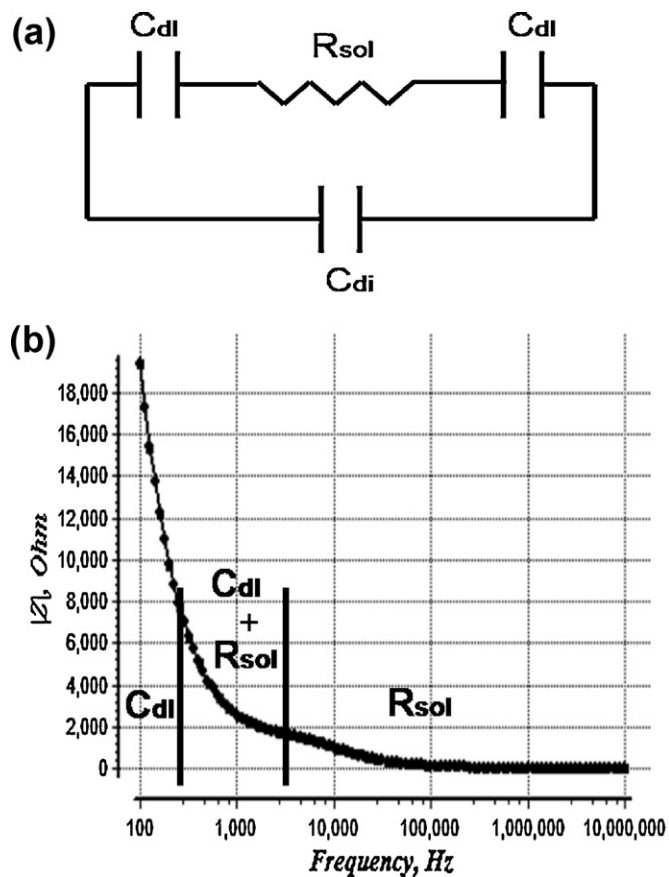 (a)
Cdl
Rsol
Cdl
Cdi
(b)
|Z|, Ohm
18,000
16,000
14,000
12,000
10,000
8,000
6,000
4,000
2,000
0
Cdl
+
Rsol
Cdl
Rsol
100 1,000 10,000 100,000 1,000,000 10,000,000
Frequency, Hz